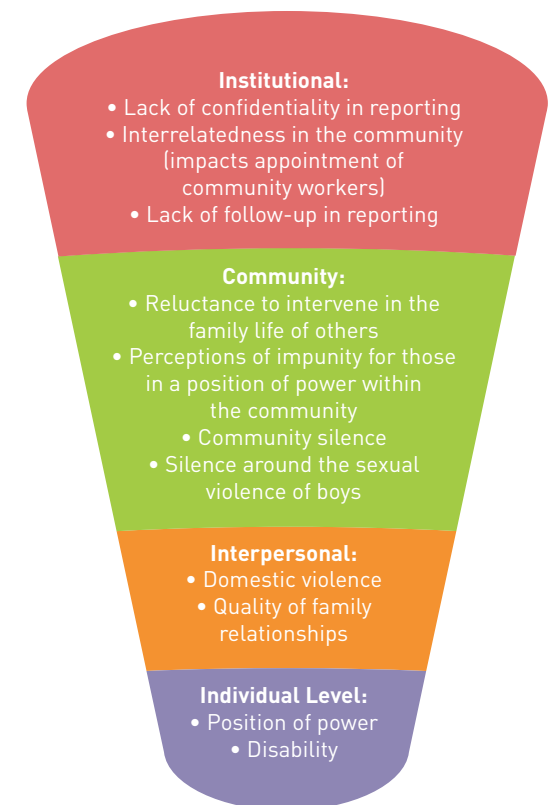 Institutional:
• Lack of confidentiality in reporting
• Interrelatedness in the community
(impacts appointment of
community workers)
• Lack of follow-up in reporting
Community:
• Reluctance to intervene in the
family life of others
• Perceptions of impunity for those
in a position of power within
the community
• Community silence
• Silence around the sexual
violence of boys
Interpersonal:
• Domestic violence
• Quality of family
relationships
Individual Level:
• Position of power
• Disability